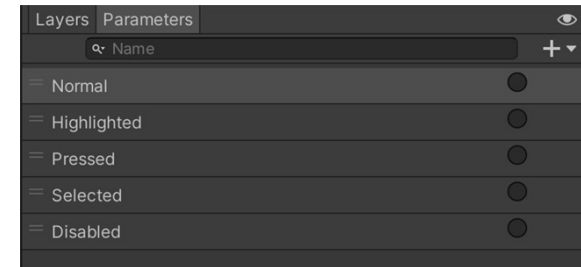 Layers Parameters
Name
Normal
Highlighted
Pressed
Selected
Disabled